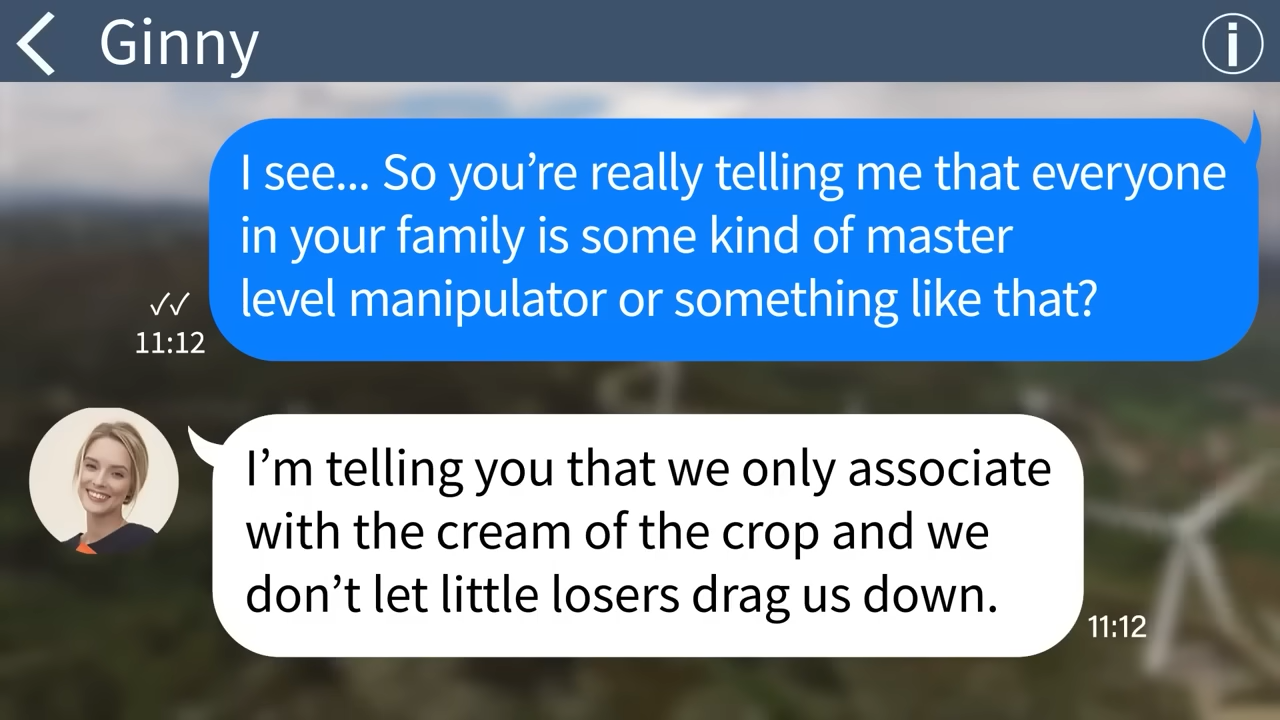 Ginny
I see... So you’re really telling me that everyone
in your family is some kind of master
level manipulator or something like that?
11:12
I’m telling you that we only associate
with the cream of the crop and we
don’t let little losers drag us down.
11:12